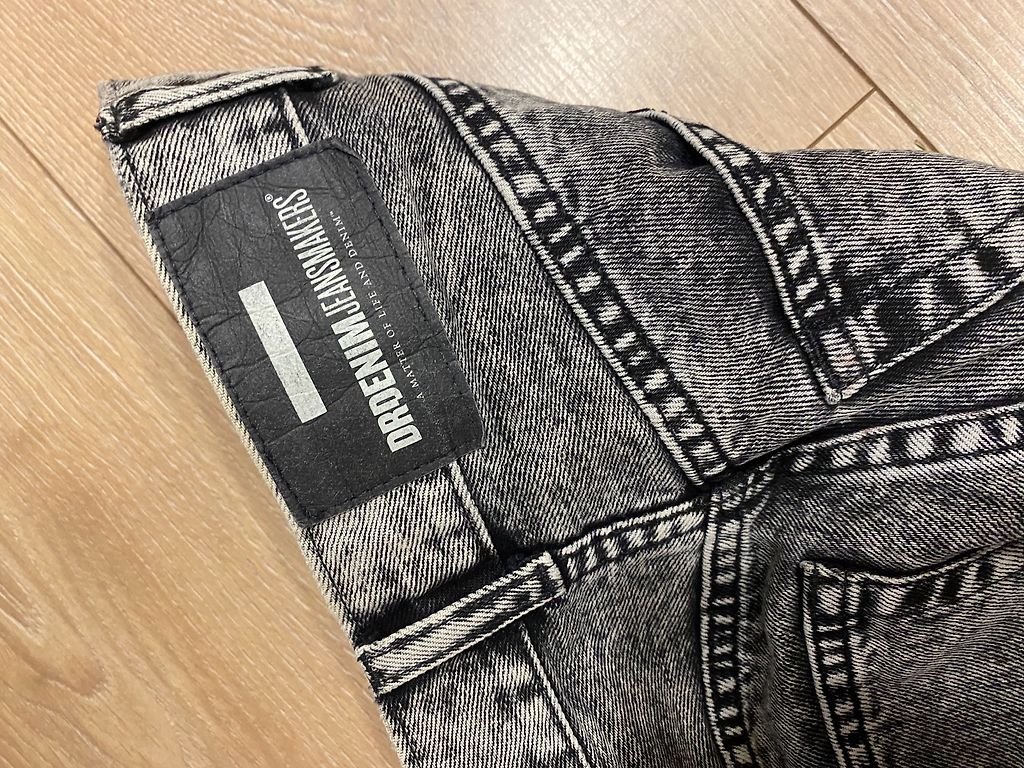 DRDENIMJEANSMAKERS®
A MATTER OF LIFE AND DENIM™